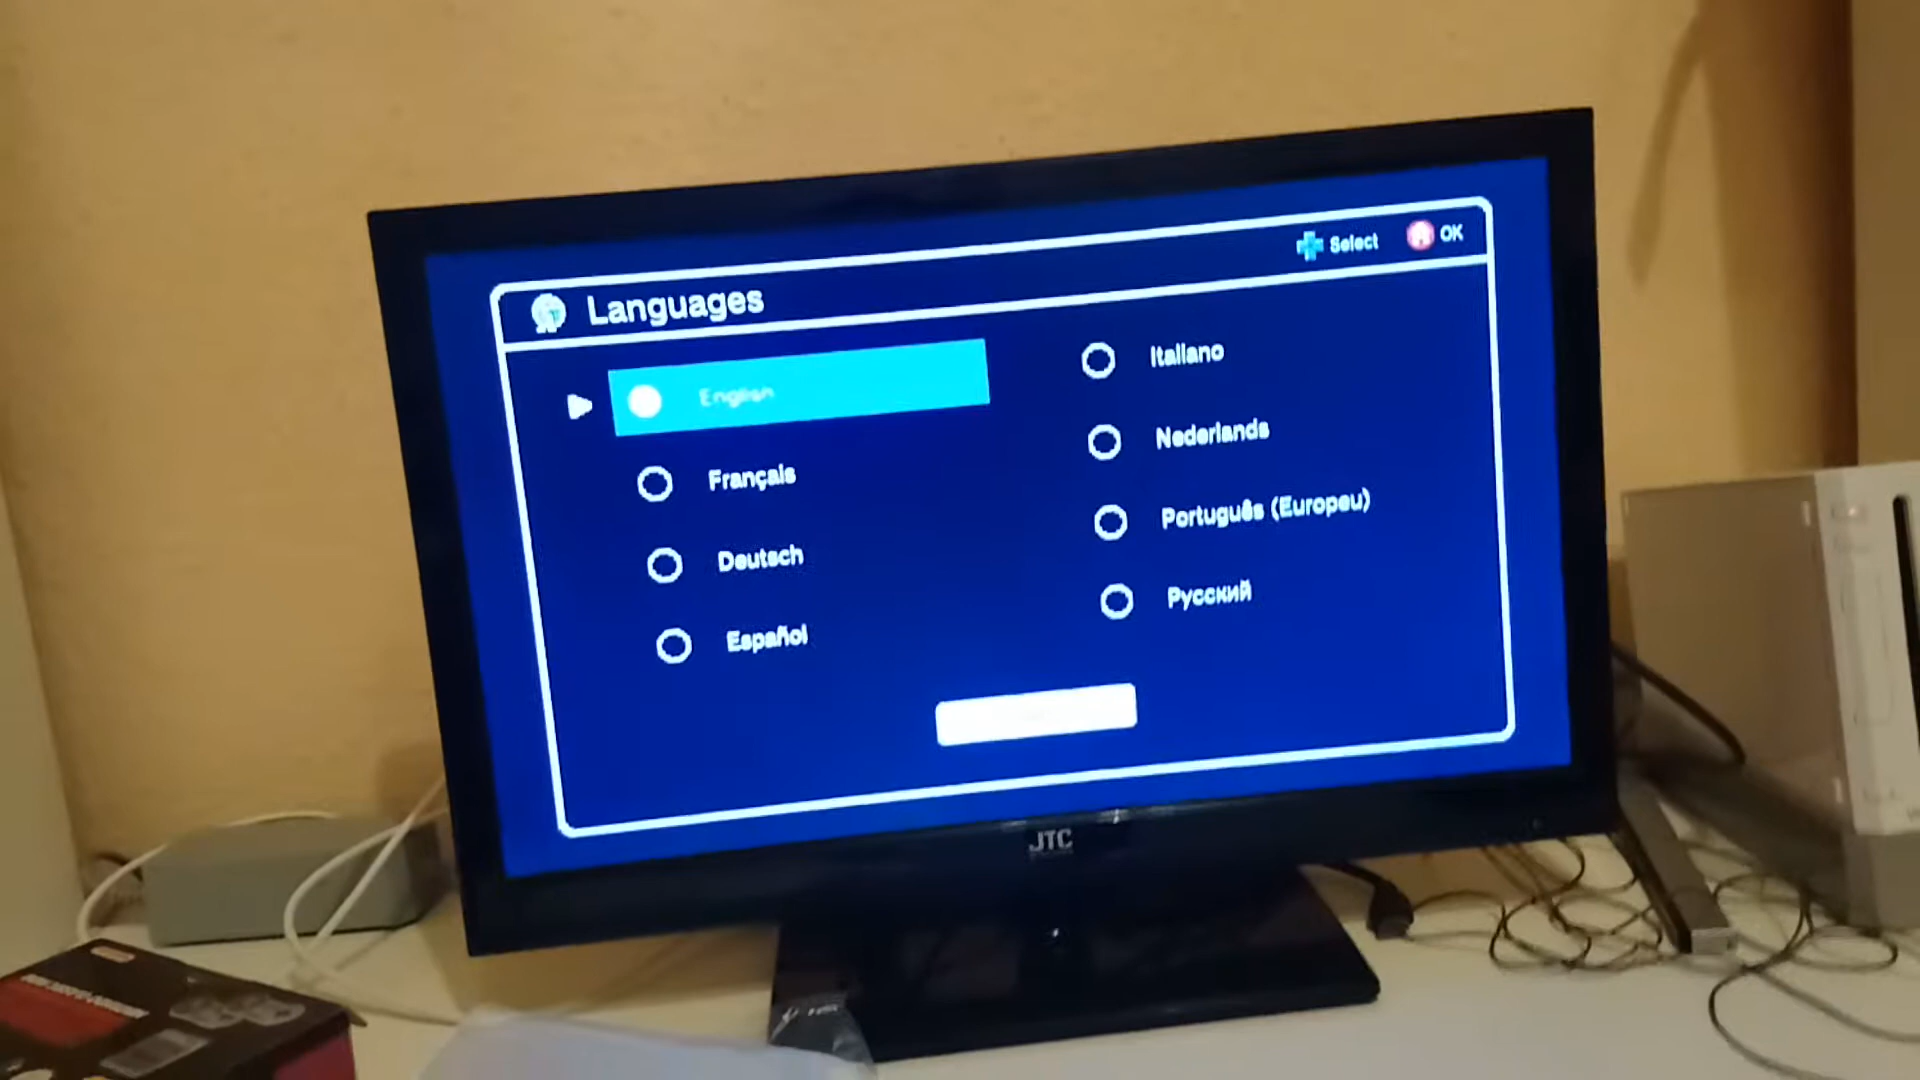 Select
OK
Languages
English
Français
Deutsch
Español
Italiano
Nederlands
Português (Europeu)
Русский
JTC